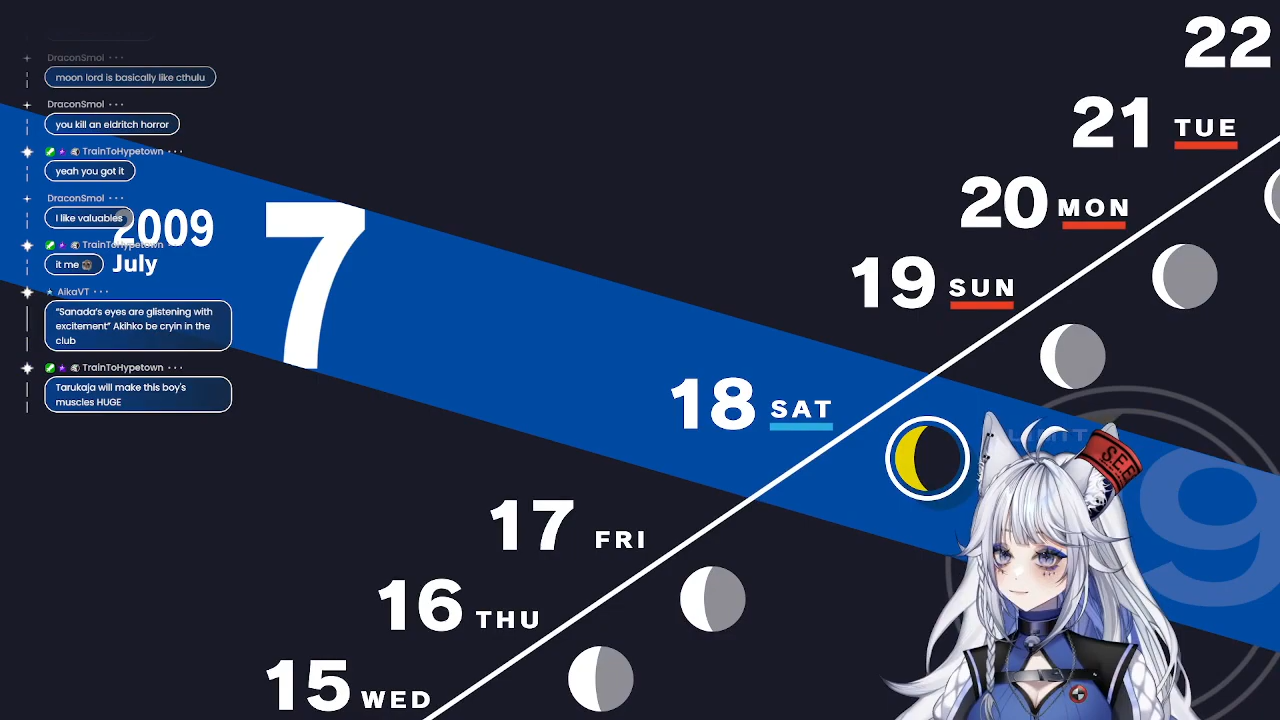 DraconSmol
moon lord is basically like cthulu
DraconSmol
you kill an eldritch horror
TrainToHypetown
yeah you got it
DraconSmol
I like valuables
TrainToHypetown
it me
AikaVT
“Sanada’s eyes are glistening with
excitement” Akihko be cryin in the
club
TrainToHypetown
Tarukaja will make this boy's
muscles HUGE
2009
July
7
22
21 TUE
20 MON
19 SUN
18 SAT
17 FRI
16 THU
15 WED
9
S.E.E